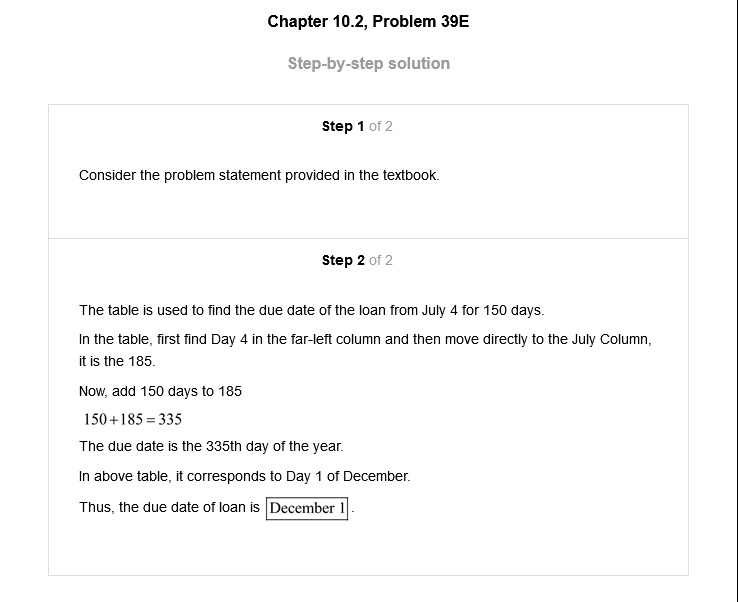 Chapter 10.2, Problem 39E
Step-by-step solution
Step 1 of 2
Consider the problem statement provided in the textbook.
Step 2 of 2
The table is used to find the due date of the loan from July 4 for 150 days.
In the table, first find Day 4 in the far-left column and then move directly to the July Column,
it is the 185.
Now, add 150 days to 185
150+185=335
The due date is the 335th day of the year.
In above table, it corresponds to Day 1 of December.
Thus, the due date of loan is December 1.